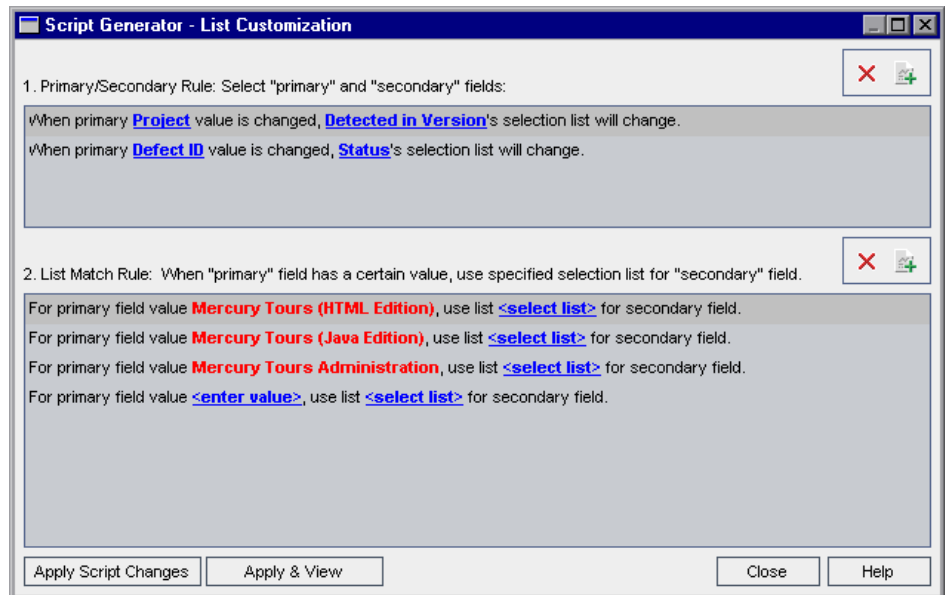 Script Generator - List Customization
1. Primary/Secondary Rule: Select "primary" and "secondary" fields:
When primary Project value is changed, Detected in Version's selection list will change.
When primary Defect ID value is changed, Status's selection list will change.
2. List Match Rule:  When "primary" field has a certain value, use specified selection list for "secondary" field.
For primary field value Mercury Tours (HTML Edition), use list <select list> for secondary field.
For primary field value Mercury Tours (Java Edition), use list <select list> for secondary field.
For primary field value Mercury Tours Administration, use list <select list> for secondary field.
For primary field value <enter value>, use list <select list> for secondary field.
Apply Script Changes Apply & View Close Help